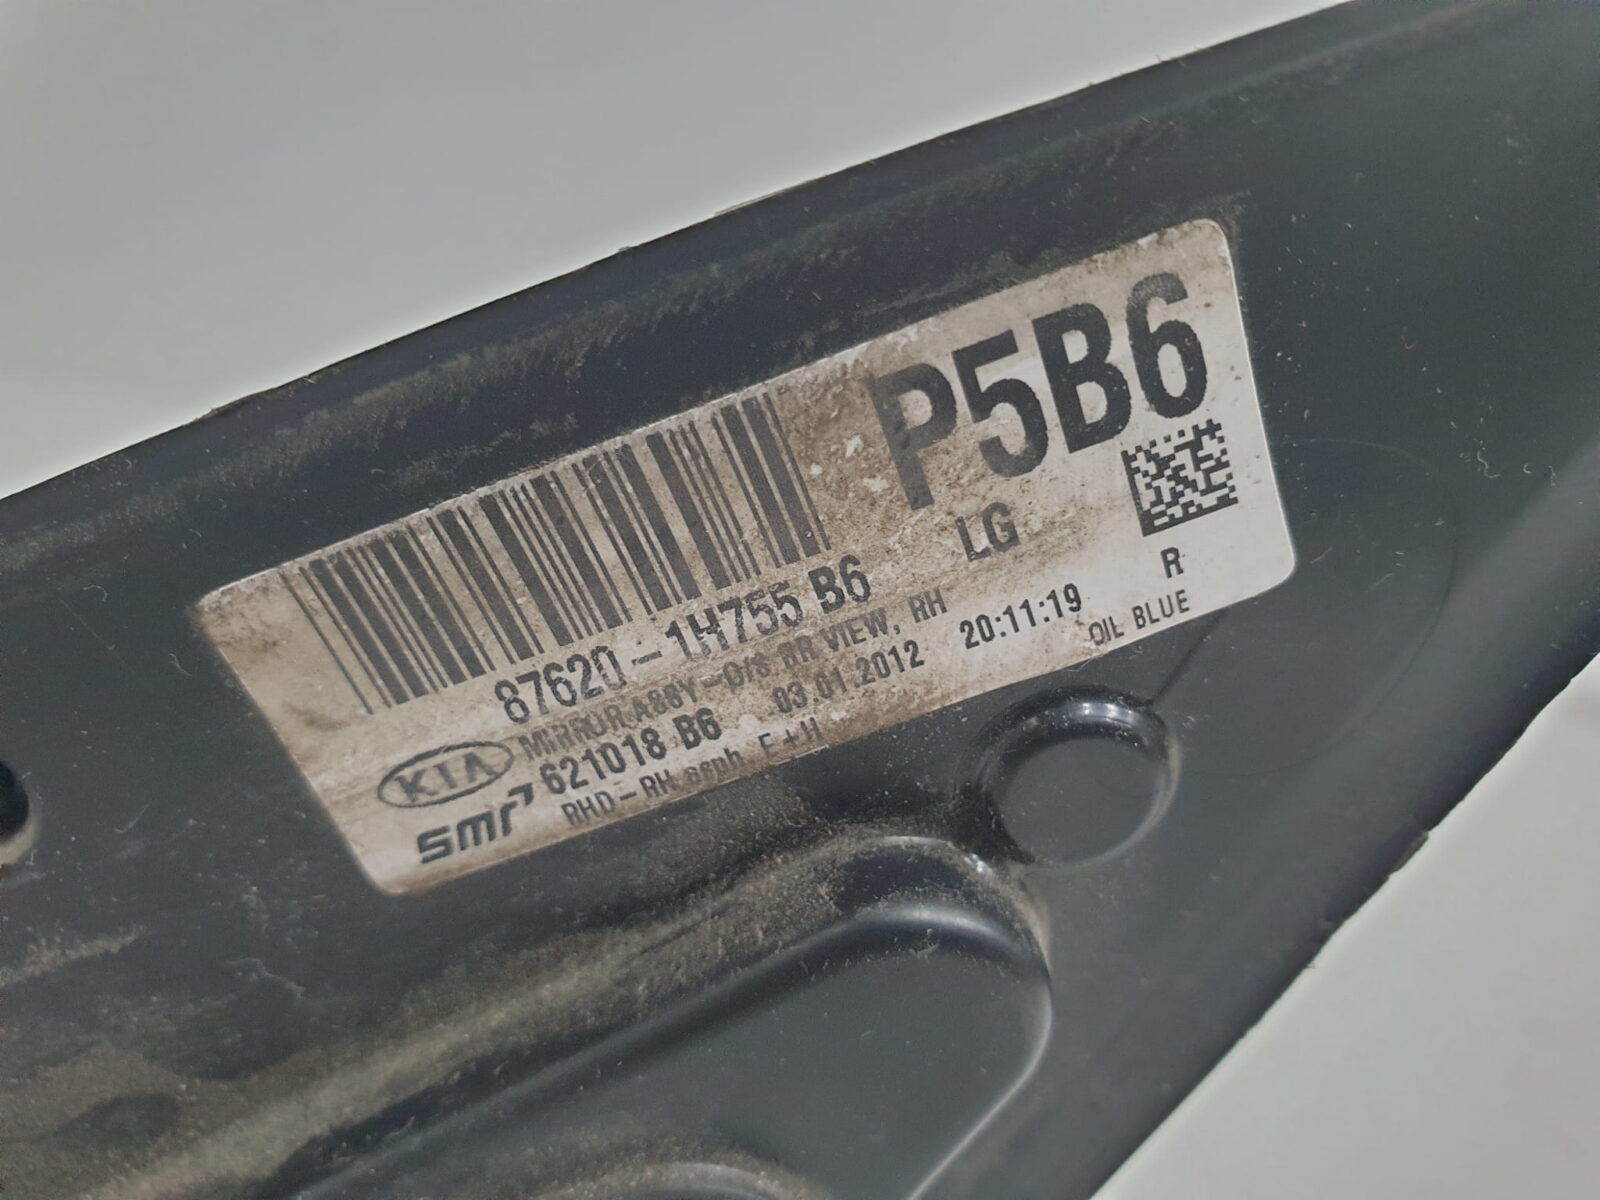 P5B6
LG
87620-1H755 B6
R
MIRROR ASSY-O/S RR VIEW, RH
KIA
621018 B6 03.01.2012 20:11:19
OIL BLUE
smr
RHD-RH asph E+H